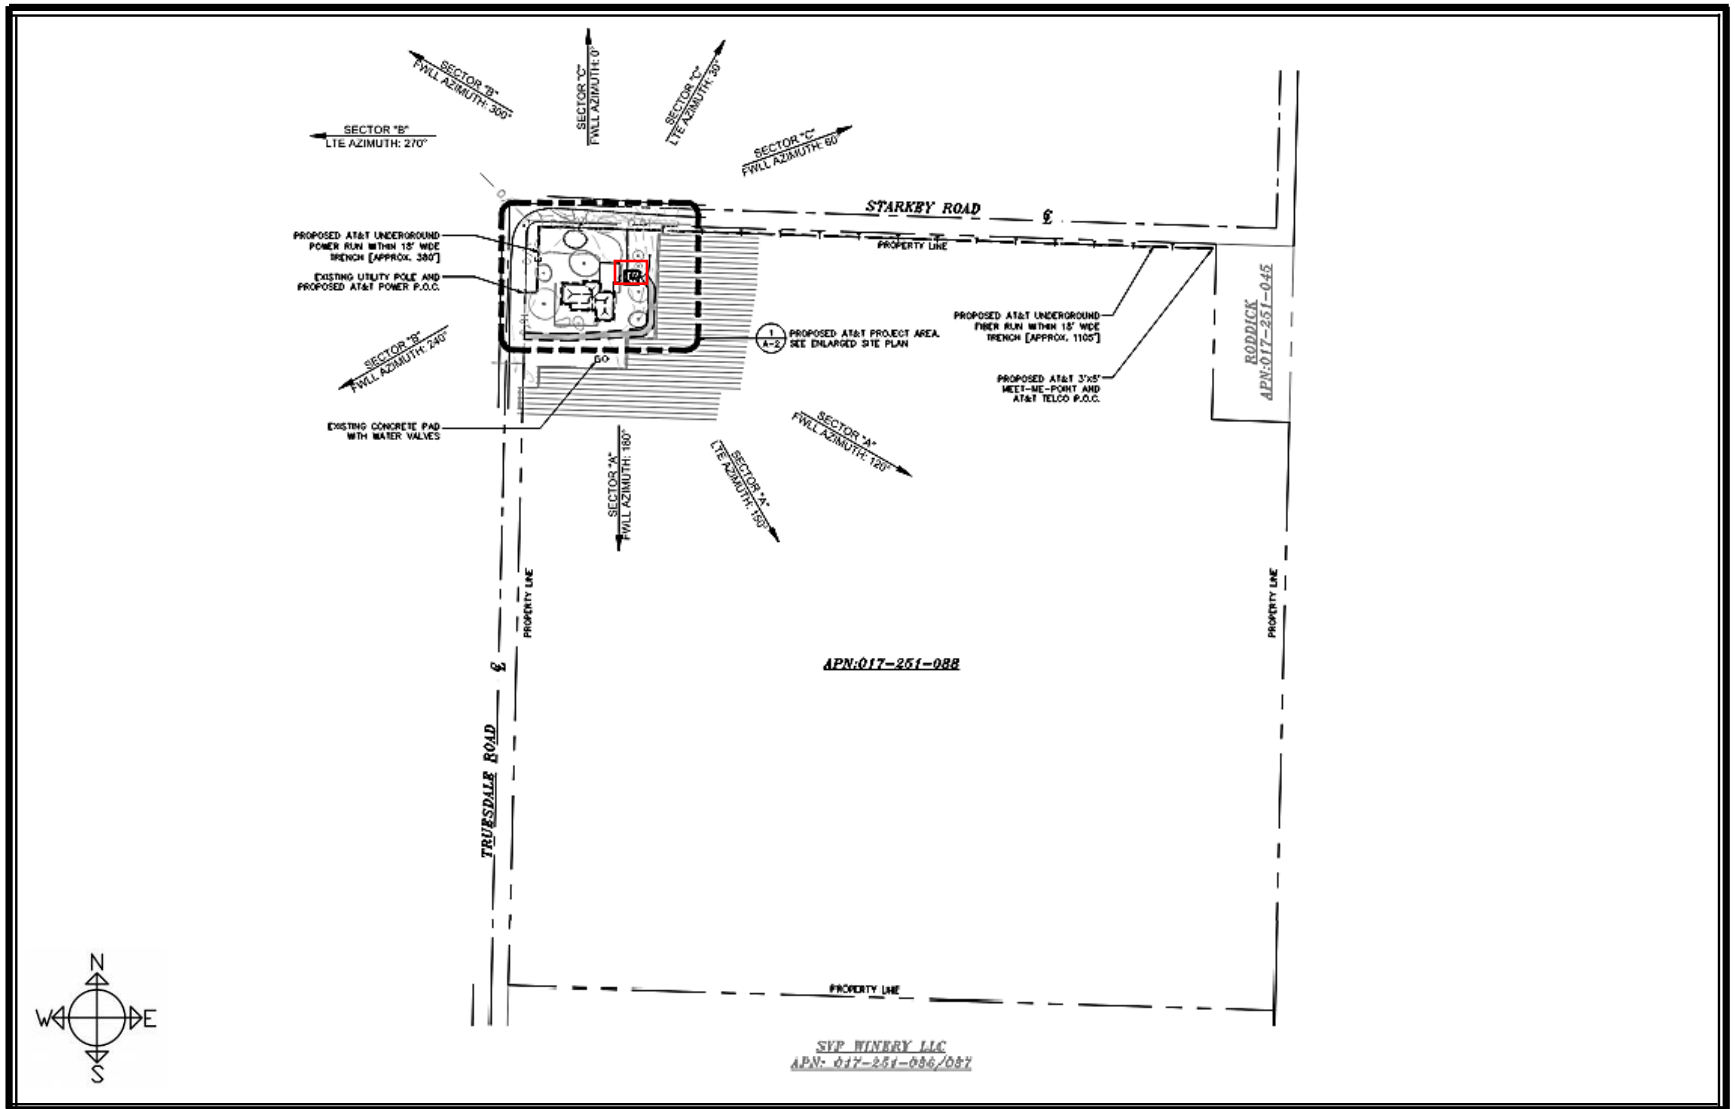 SECTOR "B"
FWLL AZIMUTH: 300°
SECTOR "C"
FWLL AZIMUTH: 0°
SECTOR "C"
LTE AZIMUTH: 30°
SECTOR "B"
LTE AZIMUTH: 270°
SECTOR "C"
FWLL AZIMUTH: 60°
STARKEY ROAD
PROPERTY LINE
PROPOSED AT&T UNDERGROUND
POWER RUN WITHIN 18' WIDE
TRENCH [APPROX. 380']
EXISTING UTILITY POLE AND
PROPOSED AT&T POWER P.O.C.
1
A-2
PROPOSED AT&T PROJECT AREA.
SEE ENLARGED SITE PLAN
PROPOSED AT&T UNDERGROUND
FIBER RUN WITHIN 18' WIDE
TRENCH [APPROX. 1105']
PROPOSED AT&T 3'x5'
MEET-ME-POINT AND
AT&T TELCO P.O.C.
RODDICK
APN:017-251-045
SECTOR "B"
FWLL AZIMUTH: 240°
EXISTING CONCRETE PAD
WITH WATER VALVES
SECTOR "A"
FWLL AZIMUTH: 180°
SECTOR "A"
LTE AZIMUTH: 150°
SECTOR "A"
FWLL AZIMUTH: 120°
PROPERTY LINE
PROPERTY LINE
APN:017-251-088
TRUESDALE ROAD
PROPERTY LINE
SVP WINERY LLC
APN: 017-251-086/087
N
W
E
S